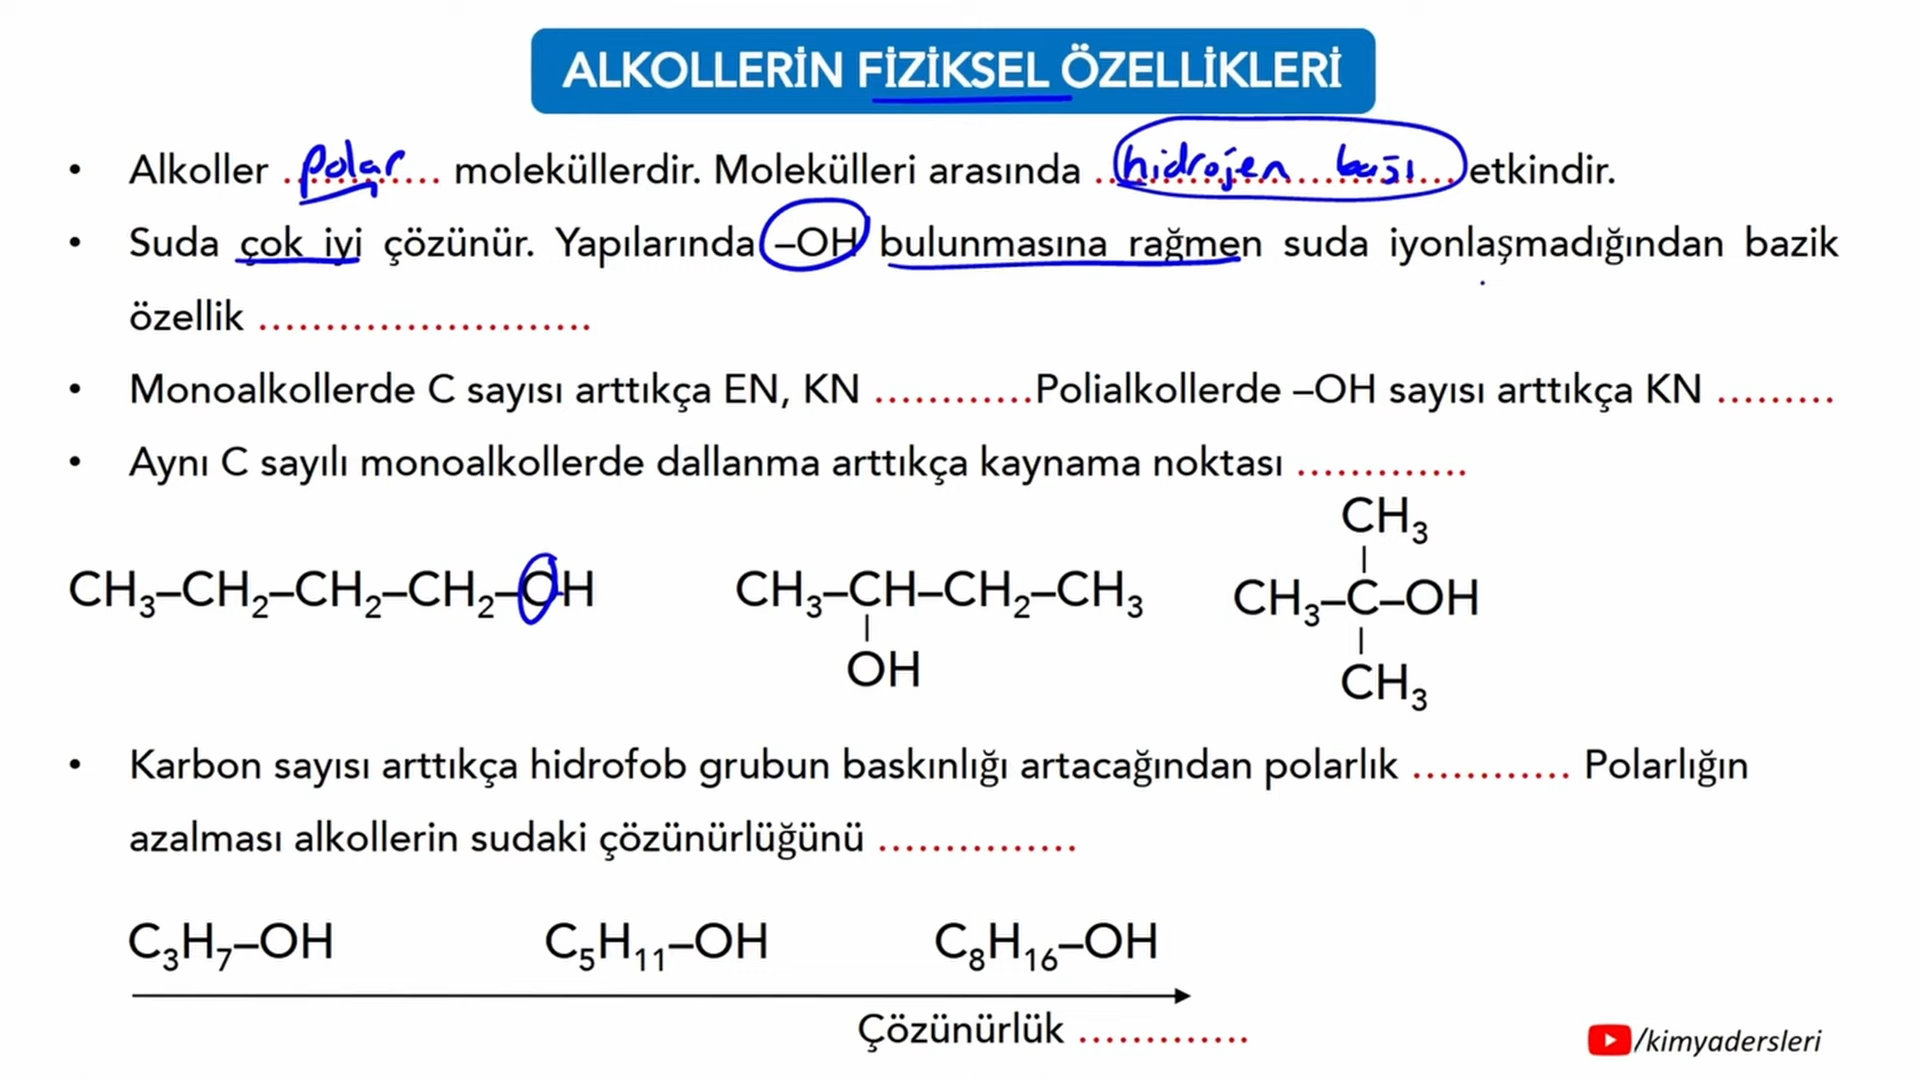 ALKOLLERİN FİZİKSEL ÖZELLİKLERİ
• Alkoller polar moleküllerdir. Molekülleri arasında hidrojen bağı etkindir.
• Suda çok iyi çözünür. Yapılarında –OH bulunmasına rağmen suda iyonlaşmadığından bazik
özellik .........................
• Monoalkollerde C sayısı arttıkça EN, KN ............Polialkollerde –OH sayısı arttıkça KN .........
• Aynı C sayılı monoalkollerde dallanma arttıkça kaynama noktası .............
CH₃
CH₃–CH₂–CH₂–CH₂–OH CH₃–CH–CH₂–CH₃ CH₃–C–OH
OH CH₃
• Karbon sayısı arttıkça hidrofob grubun baskınlığı artacağından polarlık ............ Polarlığın
azalması alkollerin sudaki çözünürlüğünü ...............
C₃H₇–OH C₅H₁₁–OH C₈H₁₆–OH
Çözünürlük .............
/kimyadersleri